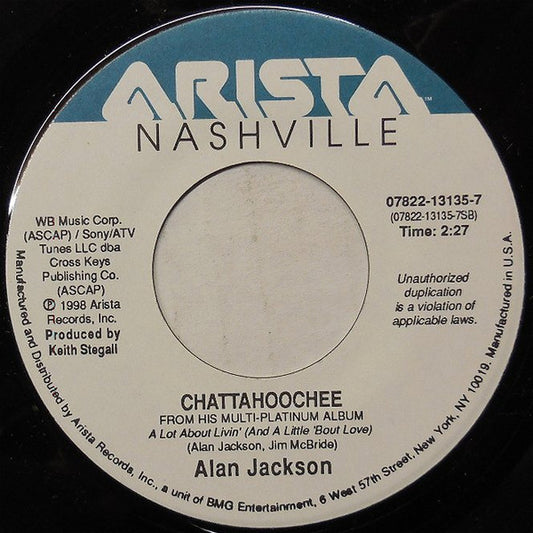 ARISTA™
NASHVILLE
07822-13135-7
(07822-13135-7SB)
Time: 2:27
WB Music Corp.
(ASCAP) / Sony/ATV
Tunes LLC dba
Cross Keys
Publishing Co.
(ASCAP)
℗ 1998 Arista
Records, Inc.
Produced by
Keith Stegall
Unauthorized
duplication
is a violation of
applicable laws.
CHATTAHOOCHEE
FROM HIS MULTI-PLATINUM ALBUM
A Lot About Livin' (And A Little 'Bout Love)
(Alan Jackson, Jim McBride)
Alan Jackson
Manufactured and Distributed by Arista Records, Inc., a unit of BMG Entertainment, 6 West 57th Street, New York, NY 10019. Manufactured in U.S.A.